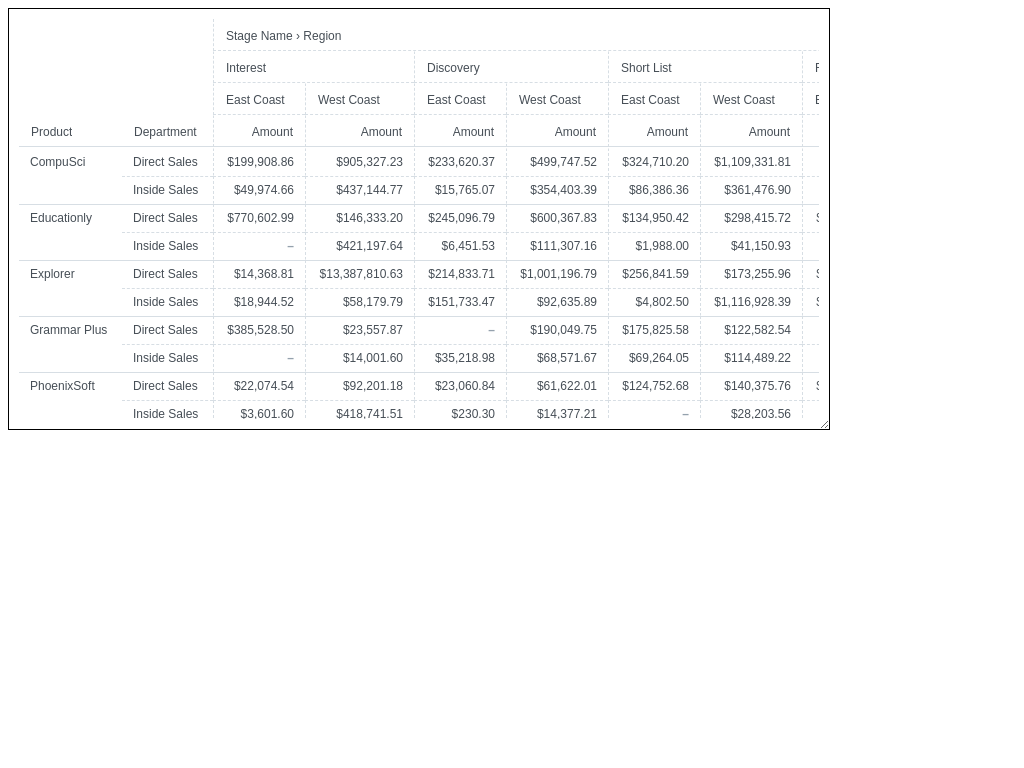 Stage Name › Region
Interest Discovery Short List
East Coast West Coast East Coast West Coast East Coast West Coast
Product Department Amount Amount Amount Amount Amount Amount
CompuSci Direct Sales $199,908.86 $905,327.23 $233,620.37 $499,747.52 $324,710.20 $1,109,331.81
Inside Sales $49,974.66 $437,144.77 $15,765.07 $354,403.39 $86,386.36 $361,476.90
Educationly Direct Sales $770,602.99 $146,333.20 $245,096.79 $600,367.83 $134,950.42 $298,415.72
Inside Sales – $421,197.64 $6,451.53 $111,307.16 $1,988.00 $41,150.93
Explorer Direct Sales $14,368.81 $13,387,810.63 $214,833.71 $1,001,196.79 $256,841.59 $173,255.96
Inside Sales $18,944.52 $58,179.79 $151,733.47 $92,635.89 $4,802.50 $1,116,928.39
Grammar Plus Direct Sales $385,528.50 $23,557.87 – $190,049.75 $175,825.58 $122,582.54
Inside Sales – $14,001.60 $35,218.98 $68,571.67 $69,264.05 $114,489.22
PhoenixSoft Direct Sales $22,074.54 $92,201.18 $23,060.84 $61,622.01 $124,752.68 $140,375.76
Inside Sales $3,601.60 $418,741.51 $230.30 $14,377.21 – $28,203.56